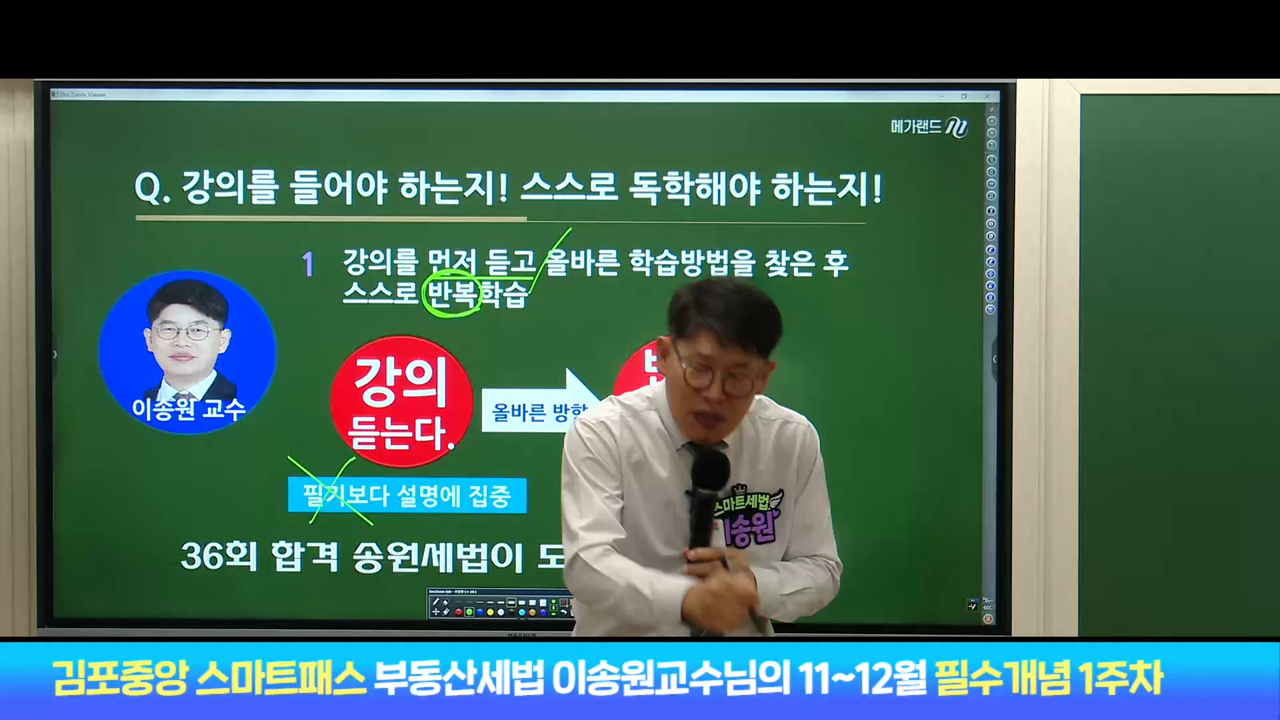 DocZoom Viewer
메가랜드
Q. 강의를 들어야 하는지! 스스로 독학해야 하는지!
1 강의를 먼저 듣고 올바른 학습방법을 찾은 후
스스로 반복학습
이송원 교수
강의
듣는다.
올바른 방향
필기보다 설명에 집중
36회 합격 송원세법이
스마트세법
이송원
김포중앙 스마트패스 부동산세법 이송원교수님의 11~12월 필수개념 1주차